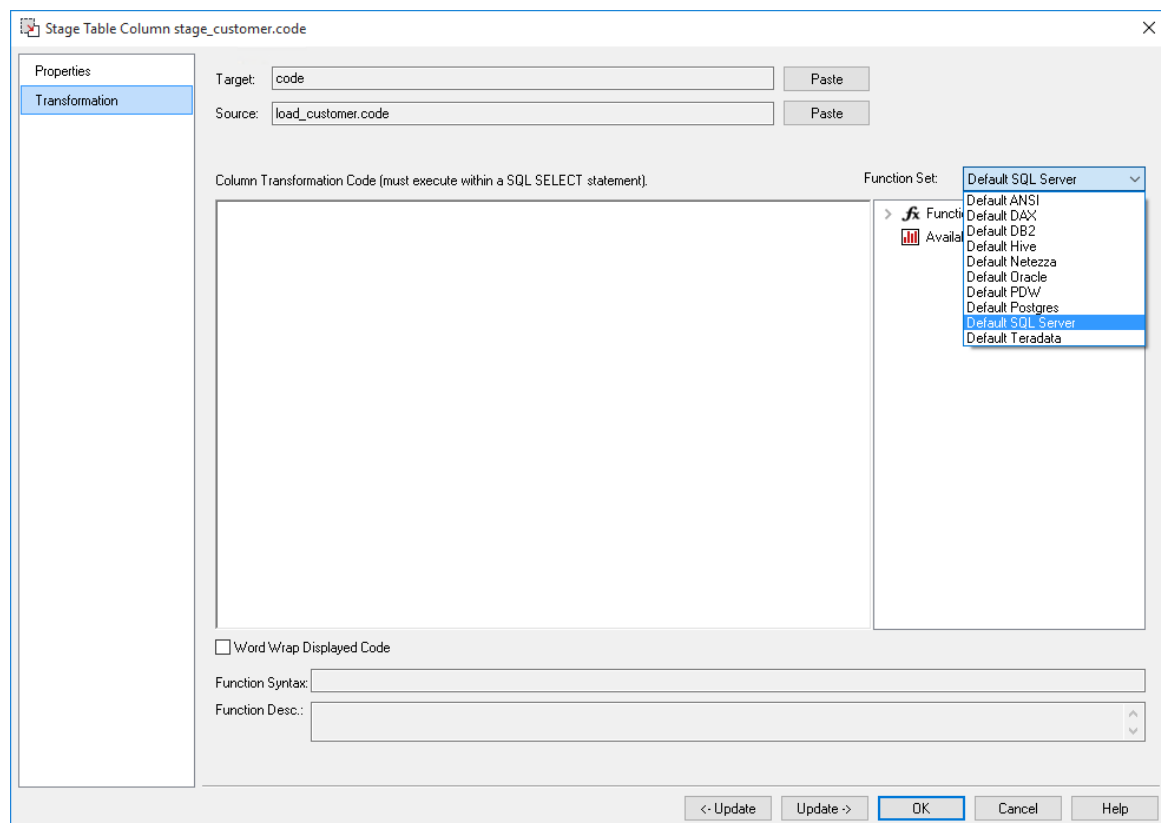 Stage Table Column stage_customer.code
Properties
Transformation
Target: code Paste
Source: load_customer.code Paste
Column Transformation Code (must execute within a SQL SELECT statement). Function Set: Default SQL Server
Default ANSI
Default DAX
Default DB2
Default Hive
Default Netezza
Default Oracle
Default PDW
Default Postgres
Default SQL Server
Default Teradata
fx Functi
Availal
Word Wrap Displayed Code
Function Syntax:
Function Desc.:
<- Update Update -> OK Cancel Help